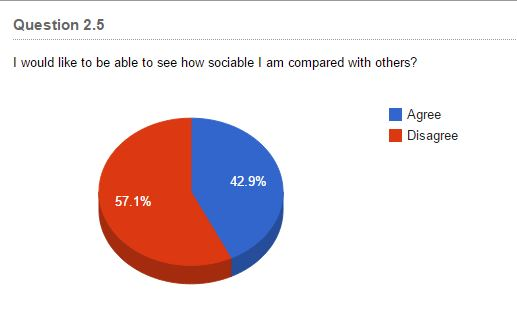 Question 2.5
I would like to be able to see how sociable I am compared with others?
Agree
Disagree
42.9%
57.1%